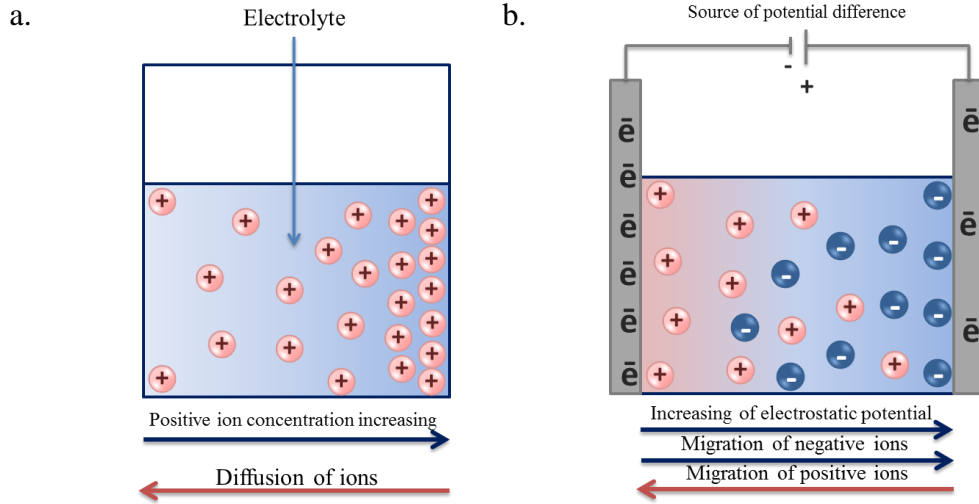 a.
Electrolyte
+ + + + + + + + + + + + + + + + + + + + + + + +
Positive ion concentration increasing
Diffusion of ions
b.
Source of potential difference
-
+
ē ē ē ē ē ē
ē ē ē
+ + + + + + + + + + +
- - - - - - - - - - -
Increasing of electrostatic potential
Migration of negative ions
Migration of positive ions